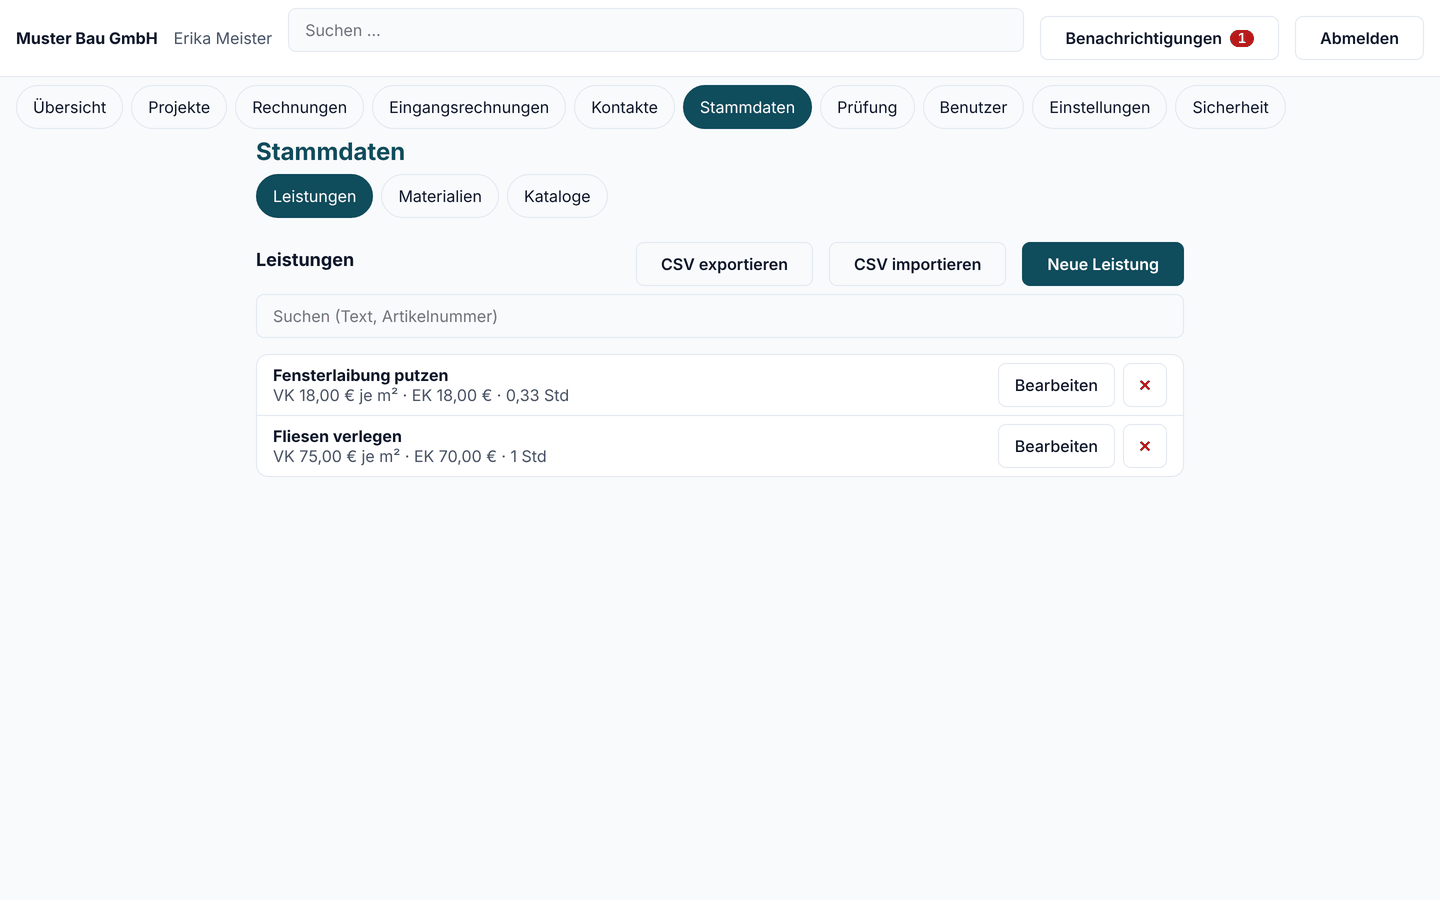 Muster Bau GmbH Erika Meister Suchen ... Benachrichtigungen 1 Abmelden
Übersicht Projekte Rechnungen Eingangsrechnungen Kontakte Stammdaten Prüfung Benutzer Einstellungen Sicherheit
Stammdaten
Leistungen Materialien Kataloge
Leistungen CSV exportieren CSV importieren Neue Leistung
Suchen (Text, Artikelnummer)
Fensterlaibung putzen
VK 18,00 € je m² · EK 18,00 € · 0,33 Std
Bearbeiten ✕
Fliesen verlegen
VK 75,00 € je m² · EK 70,00 € · 1 Std
Bearbeiten ✕